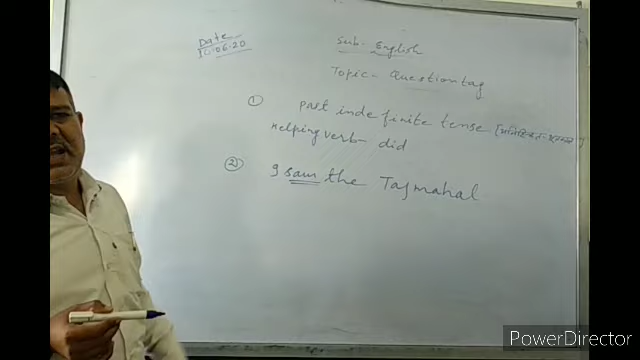 Date
06.20
Sub- English
Topic- Question tag
① Past indefinite tense [
Helping verb- did
② I saw the Tajmahal
PowerDirector